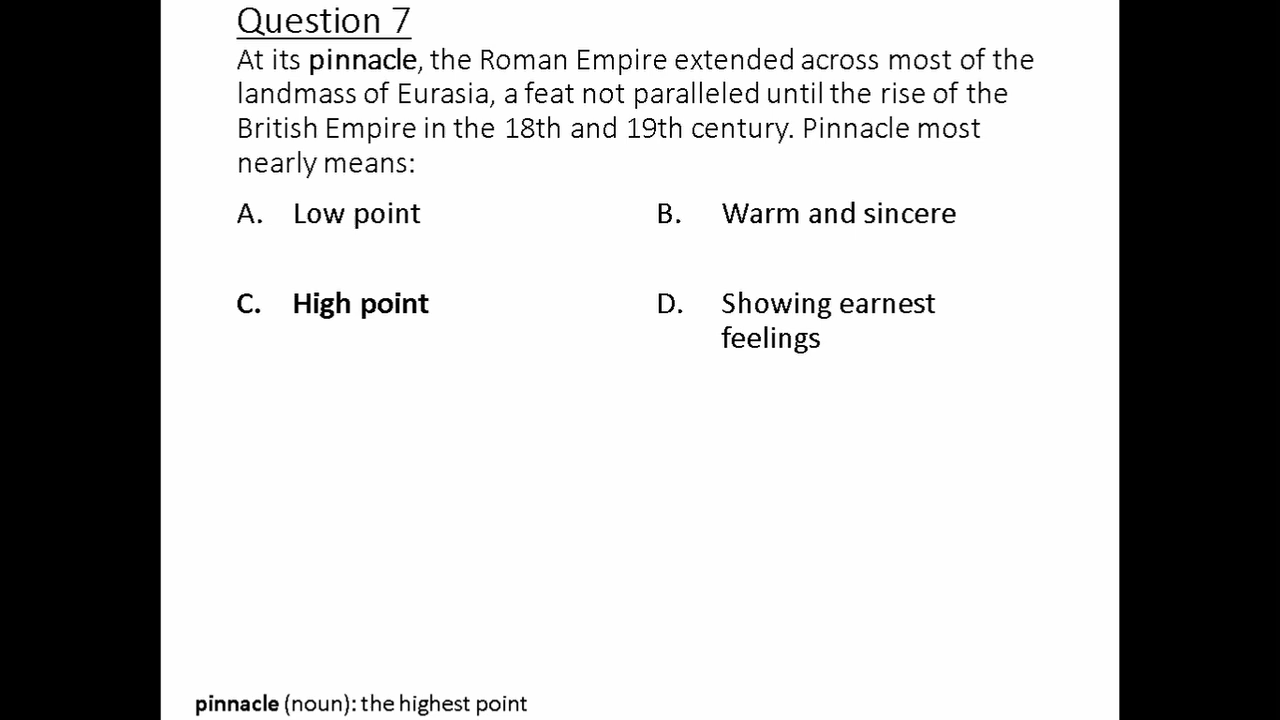 Question 7
At its pinnacle, the Roman Empire extended across most of the
landmass of Eurasia, a feat not paralleled until the rise of the
British Empire in the 18th and 19th century. Pinnacle most
nearly means:
A. Low point
B. Warm and sincere
C. High point
D. Showing earnest
feelings
pinnacle (noun): the highest point